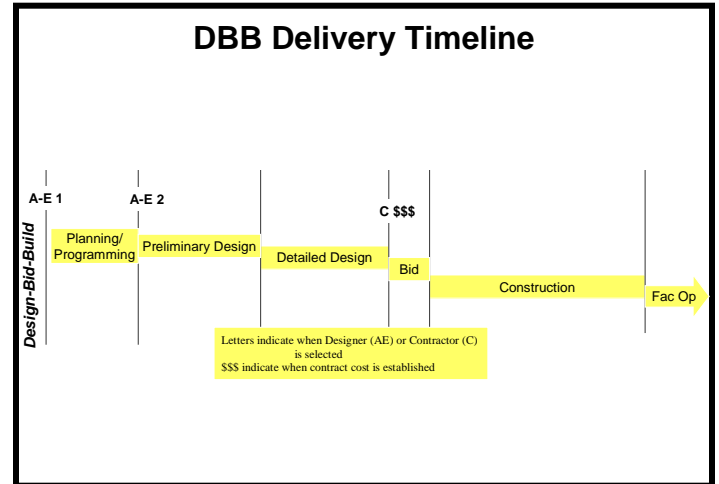 DBB Delivery Timeline
A-E 1
A-E 2
C $$$
Design-Bid-Build
Planning/
Programming
Preliminary Design
Detailed Design
Bid
Construction
Fac Op
Letters indicate when Designer (AE) or Contractor (C)
is selected
$$$ indicate when contract cost is established